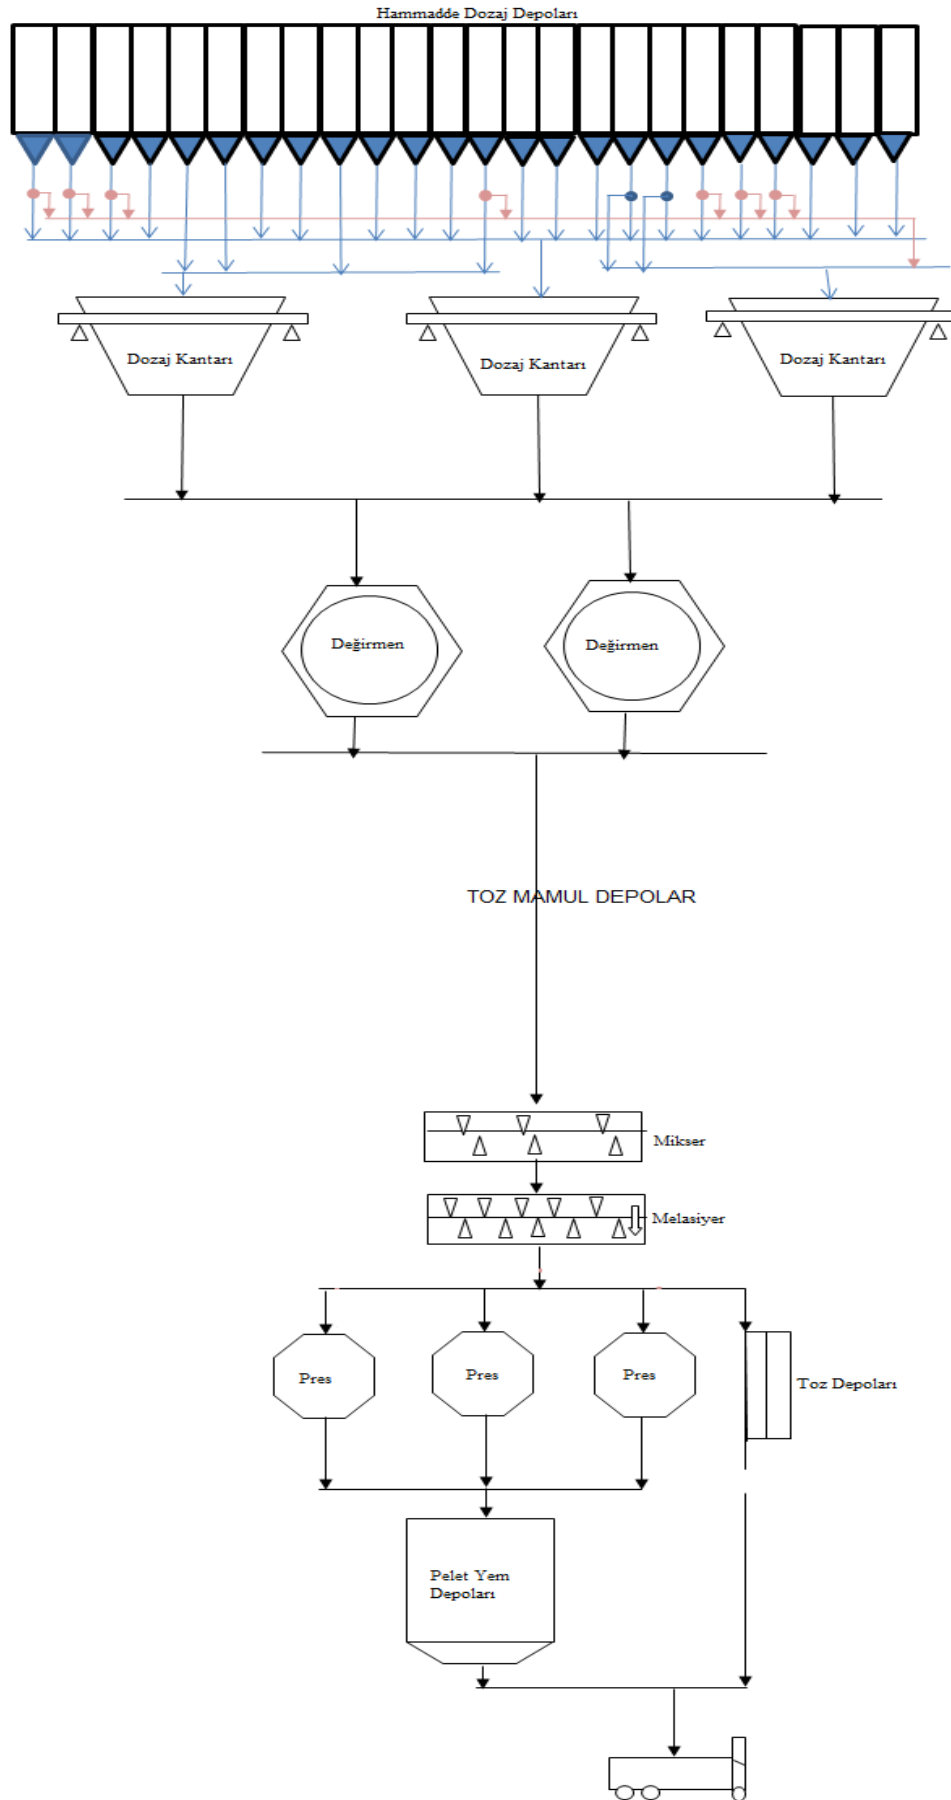 Hammadde Dozaj Depoları
Dozaj Kantarı
Dozaj Kantarı
Dozaj Kantarı
Değirmen
Değirmen
TOZ MAMUL DEPOLAR
Mikser
Melasiyer
Pres
Pres
Pres
Toz Depoları
Pelet Yem
Depoları